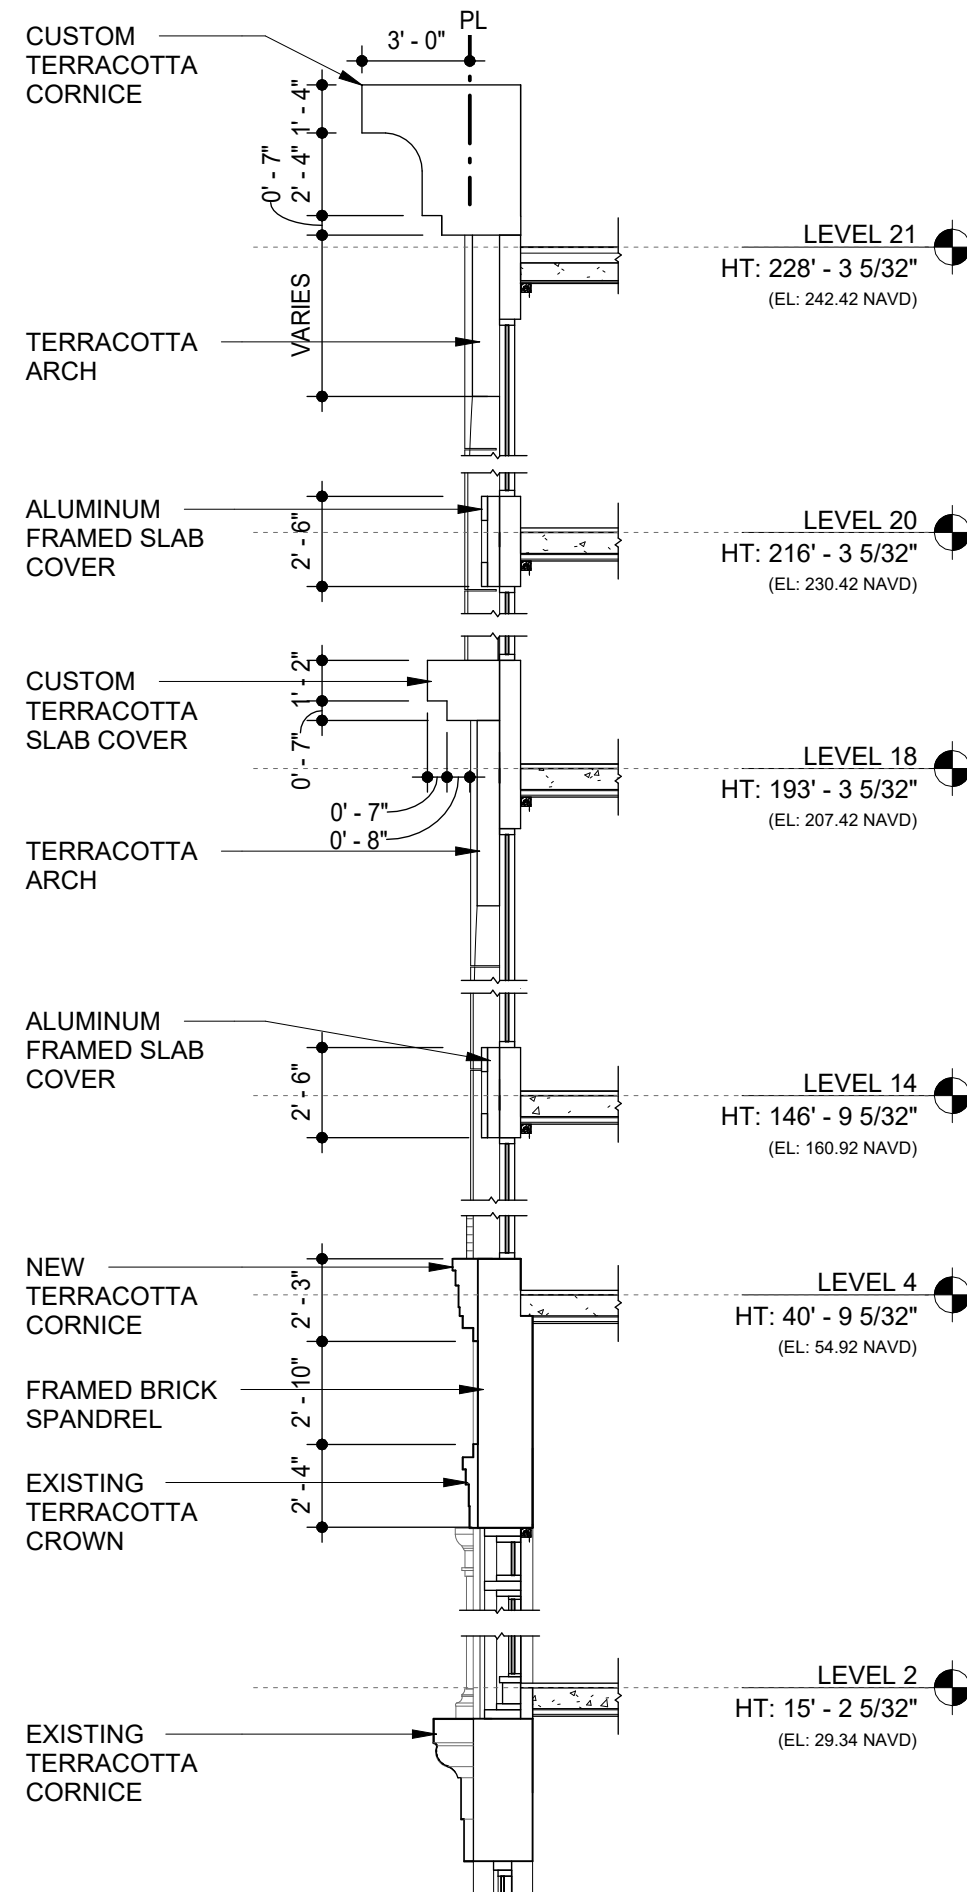 PL
3' - 0"
CUSTOM
TERRACOTTA
CORNICE
1' - 4"
2' - 4"
0' - 7"
LEVEL 21
HT: 228' - 3 5/32"
(EL: 242.42 NAVD)
VARIES
TERRACOTTA
ARCH
ALUMINUM
FRAMED SLAB
COVER
2' - 6"
LEVEL 20
HT: 216' - 3 5/32"
(EL: 230.42 NAVD)
CUSTOM
TERRACOTTA
SLAB COVER
1' - 2"
0' - 7"
LEVEL 18
HT: 193' - 3 5/32"
(EL: 207.42 NAVD)
0' - 7"
0' - 8"
TERRACOTTA
ARCH
ALUMINUM
FRAMED SLAB
COVER
2' - 6"
LEVEL 14
HT: 146' - 9 5/32"
(EL: 160.92 NAVD)
NEW
TERRACOTTA
CORNICE
2' - 3"
LEVEL 4
HT: 40' - 9 5/32"
(EL: 54.92 NAVD)
FRAMED BRICK
SPANDREL
2' - 10"
EXISTING
TERRACOTTA
CROWN
2' - 4"
LEVEL 2
HT: 15' - 2 5/32"
(EL: 29.34 NAVD)
EXISTING
TERRACOTTA
CORNICE